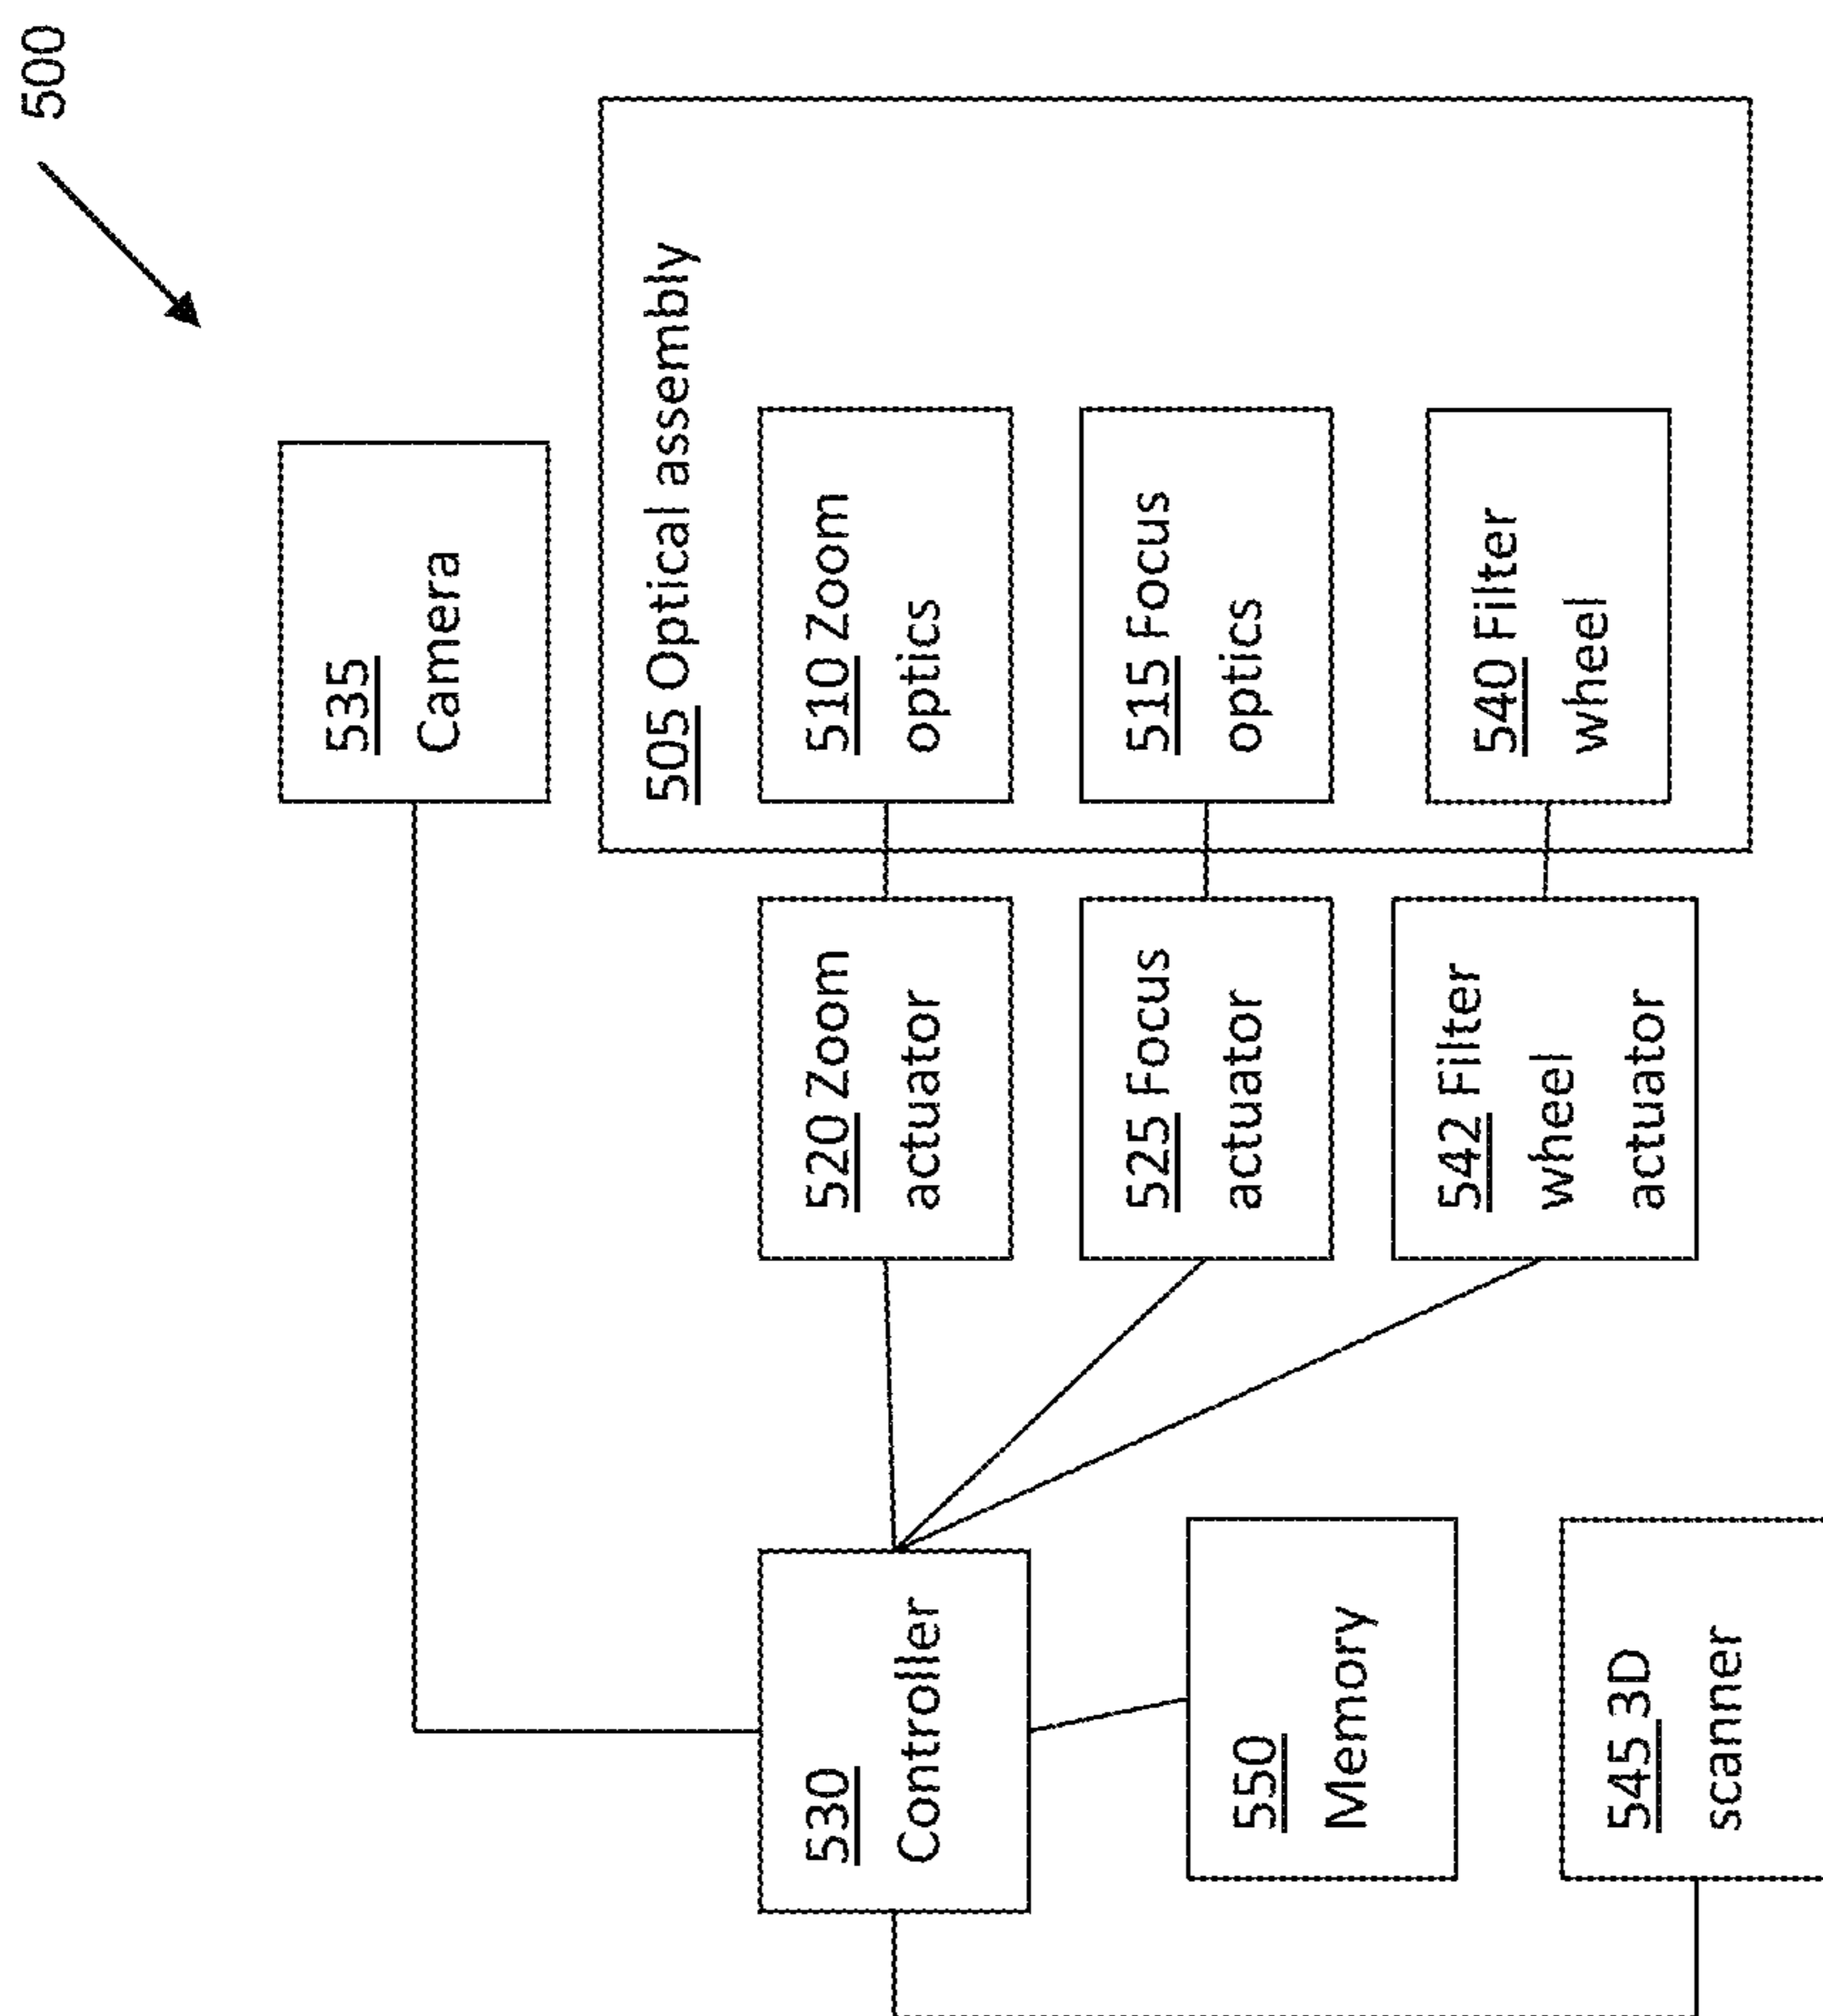 500
535
Camera
505 Optical assembly
510 Zoom
optics
515 Focus
optics
540 Filter
wheel
520 Zoom
actuator
525 Focus
actuator
542 Filter
wheel
actuator
530
Controller
550
Memory
545 3D
scanner